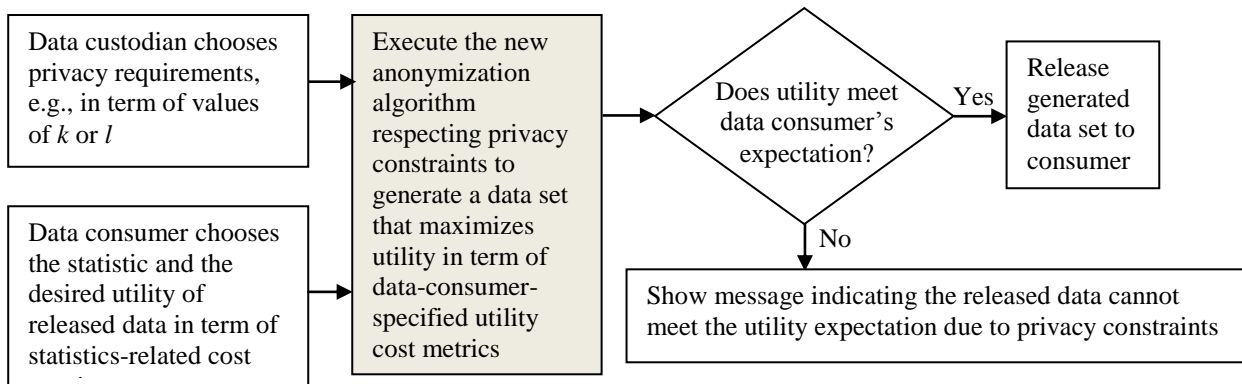 Data custodian chooses
privacy requirements,
e.g., in term of values
of k or l
Data consumer chooses
the statistic and the
desired utility of
released data in term of
statistics-related cost
Execute the new
anonymization
algorithm
respecting privacy
constraints to
generate a data set
that maximizes
utility in term of
data-consumer-
specified utility
cost metrics
Does utility meet
data consumer’s
expectation?
Yes
Release
generated
data set to
consumer
No
Show message indicating the released data cannot
meet the utility expectation due to privacy constraints